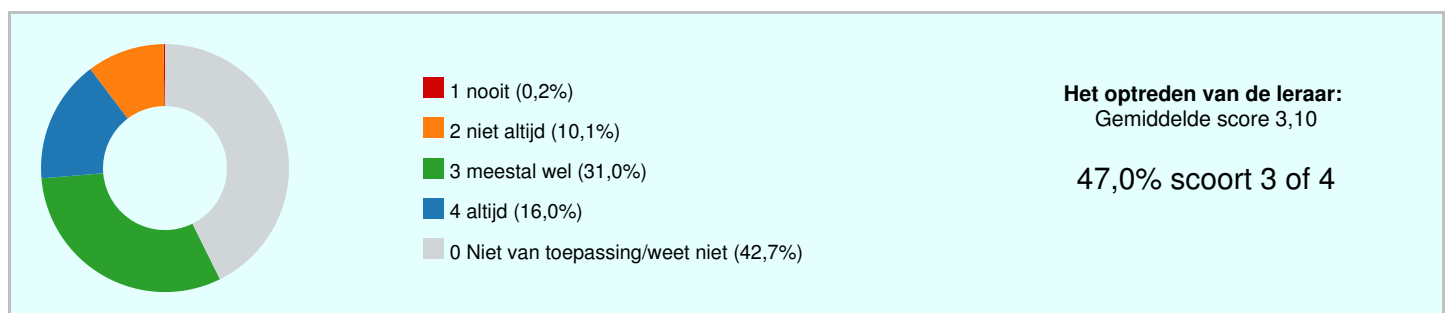 1 nooit (0,2%)
2 niet altijd (10,1%)
3 meestal wel (31,0%)
4 altijd (16,0%)
0 Niet van toepassing/weet niet (42,7%)
Het optreden van de leraar:
Gemiddelde score 3,10
47,0% scoort 3 of 4